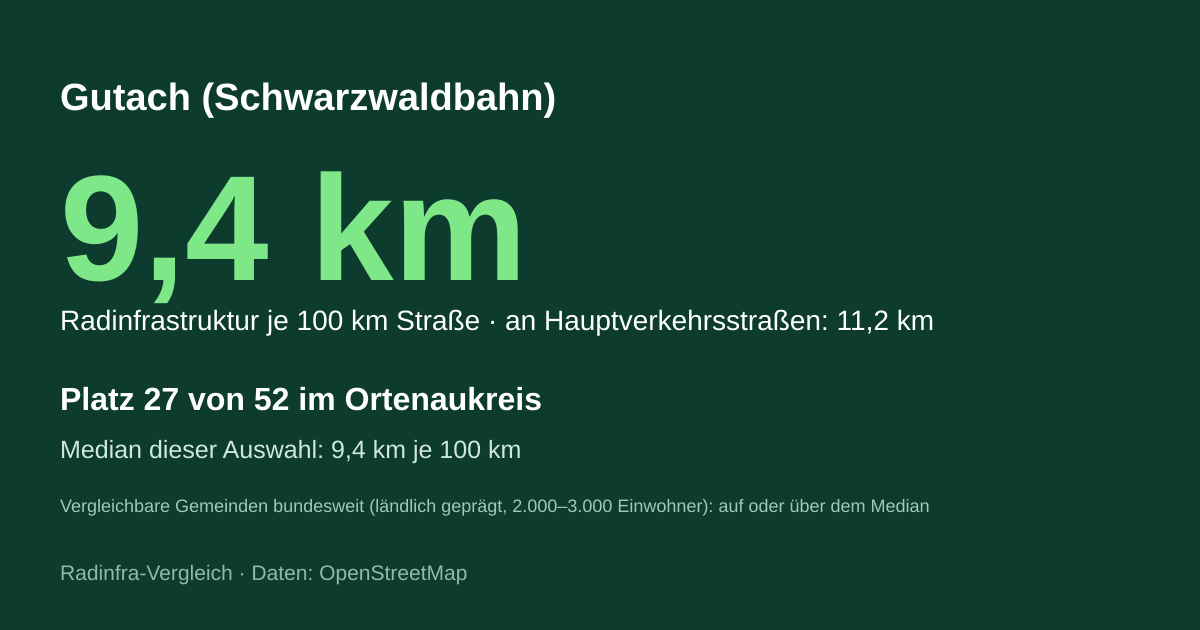 Gutach (Schwarzwaldbahn)
9,4 km
Radinfrastruktur je 100 km Straße · an Hauptverkehrsstraßen: 11,2 km
Platz 27 von 52 im Ortenaukreis
Median dieser Auswahl: 9,4 km je 100 km
Vergleichbare Gemeinden bundesweit (ländlich geprägt, 2.000–3.000 Einwohner): auf oder über dem Median
Radinfra-Vergleich · Daten: OpenStreetMap